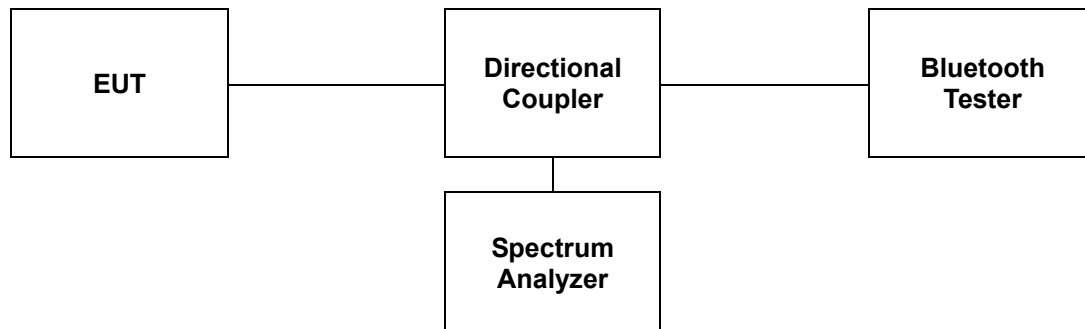 EUT
Directional
Coupler
Bluetooth
Tester
Spectrum
Analyzer